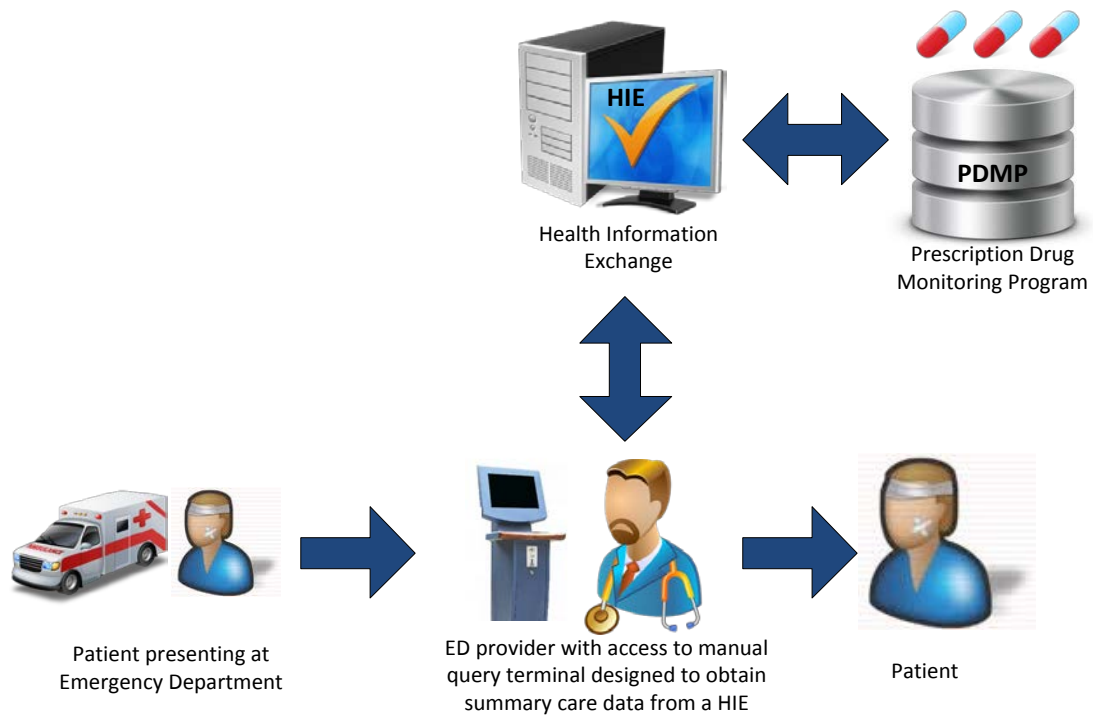 HIE
PDMP
Health Information
Exchange
Prescription Drug
Monitoring Program
AMBULANCE
Patient presenting at
Emergency Department
ED provider with access to manual
query terminal designed to obtain
summary care data from a HIE
Patient